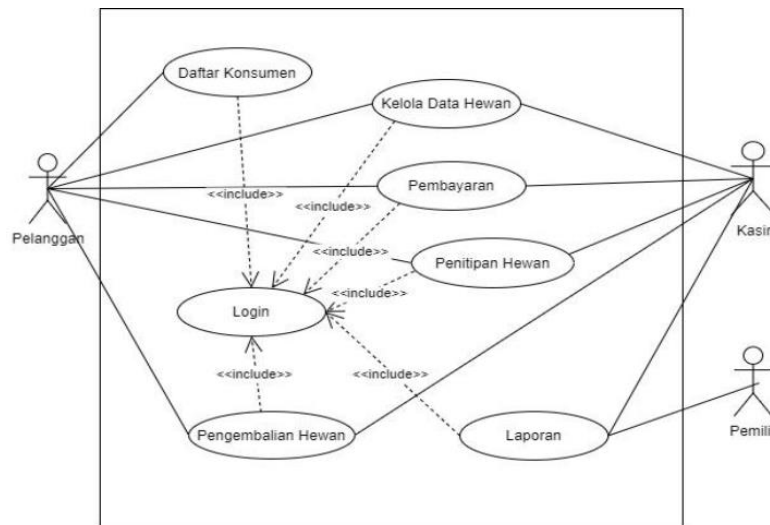 Daftar Konsumen
Kelola Data Hewan
Pembayaran
<<include>>
<<include>>
Pelanggan
Kasir
<<include>>
Penitipan Hewan
<<include>>
Login
<<include>>
<<include>>
Pengembalian Hewan
Laporan
Pemili